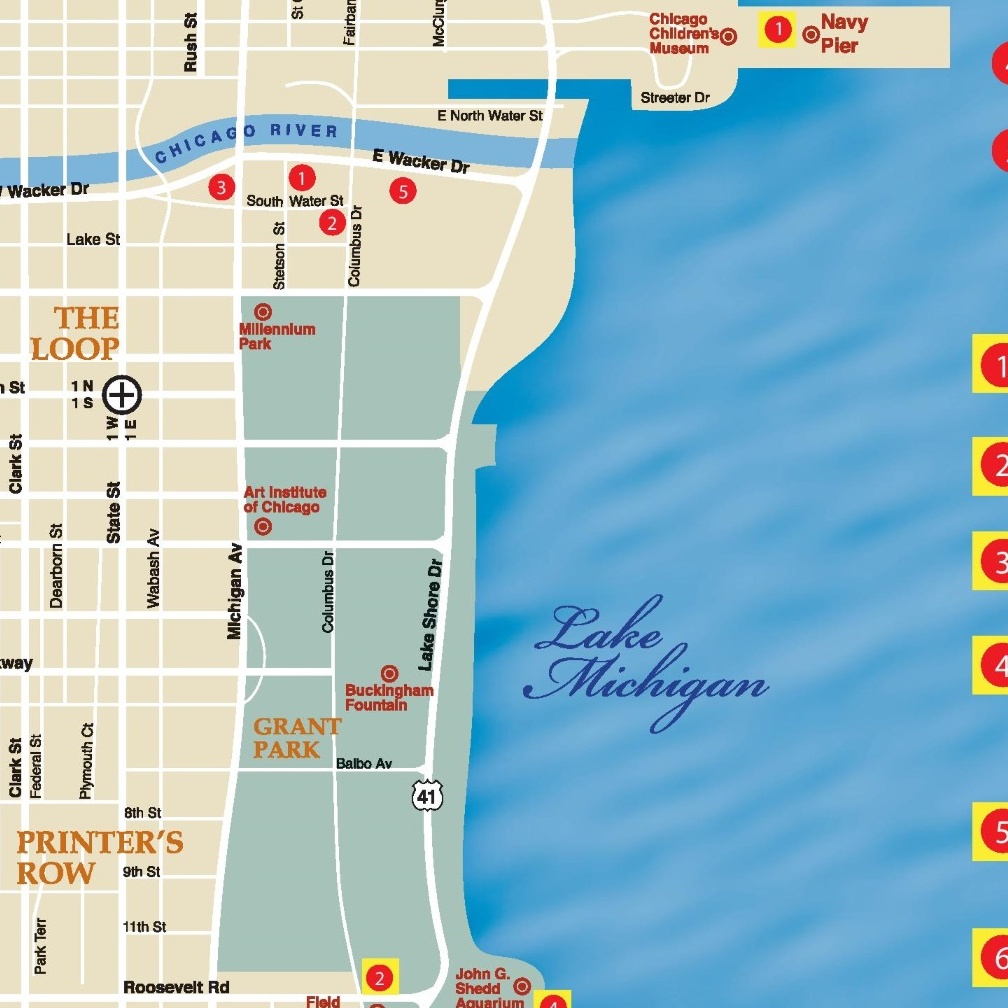 Rush St
St C
Fairban
McClurg
Chicago
Children's
Museum
1
Navy
Pier
Streeter Dr
E North Water St
CHICAGO RIVER
E Wacker Dr
Wacker Dr
3
1
5
South Water St
2
Lake St
Stetson St
Columbus Dr
THE
LOOP
Millennium
Park
1 N
1 S
1 W
1 E
St
1
Clark St
State St
2
Art Institute
of Chicago
Dearborn St
Wabash Av
Michigan Av
Columbus Dr
Lake Shore Dr
3
Lake
Michigan
way
4
Buckingham
Fountain
GRANT
PARK
Clark St
Federal St
Plymouth Ct
Balbo Av
41
8th St
PRINTER'S
ROW
5
9th St
11th St
Park Terr
6
Roosevelt Rd
2
Field
John G.
Shedd
Aquarium
4